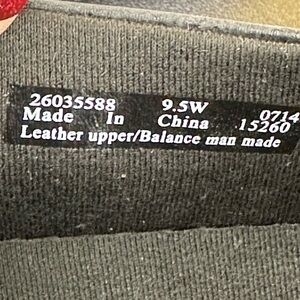 26035588 9.5W 0714
Made In China 15260
Leather upper/Balance man made